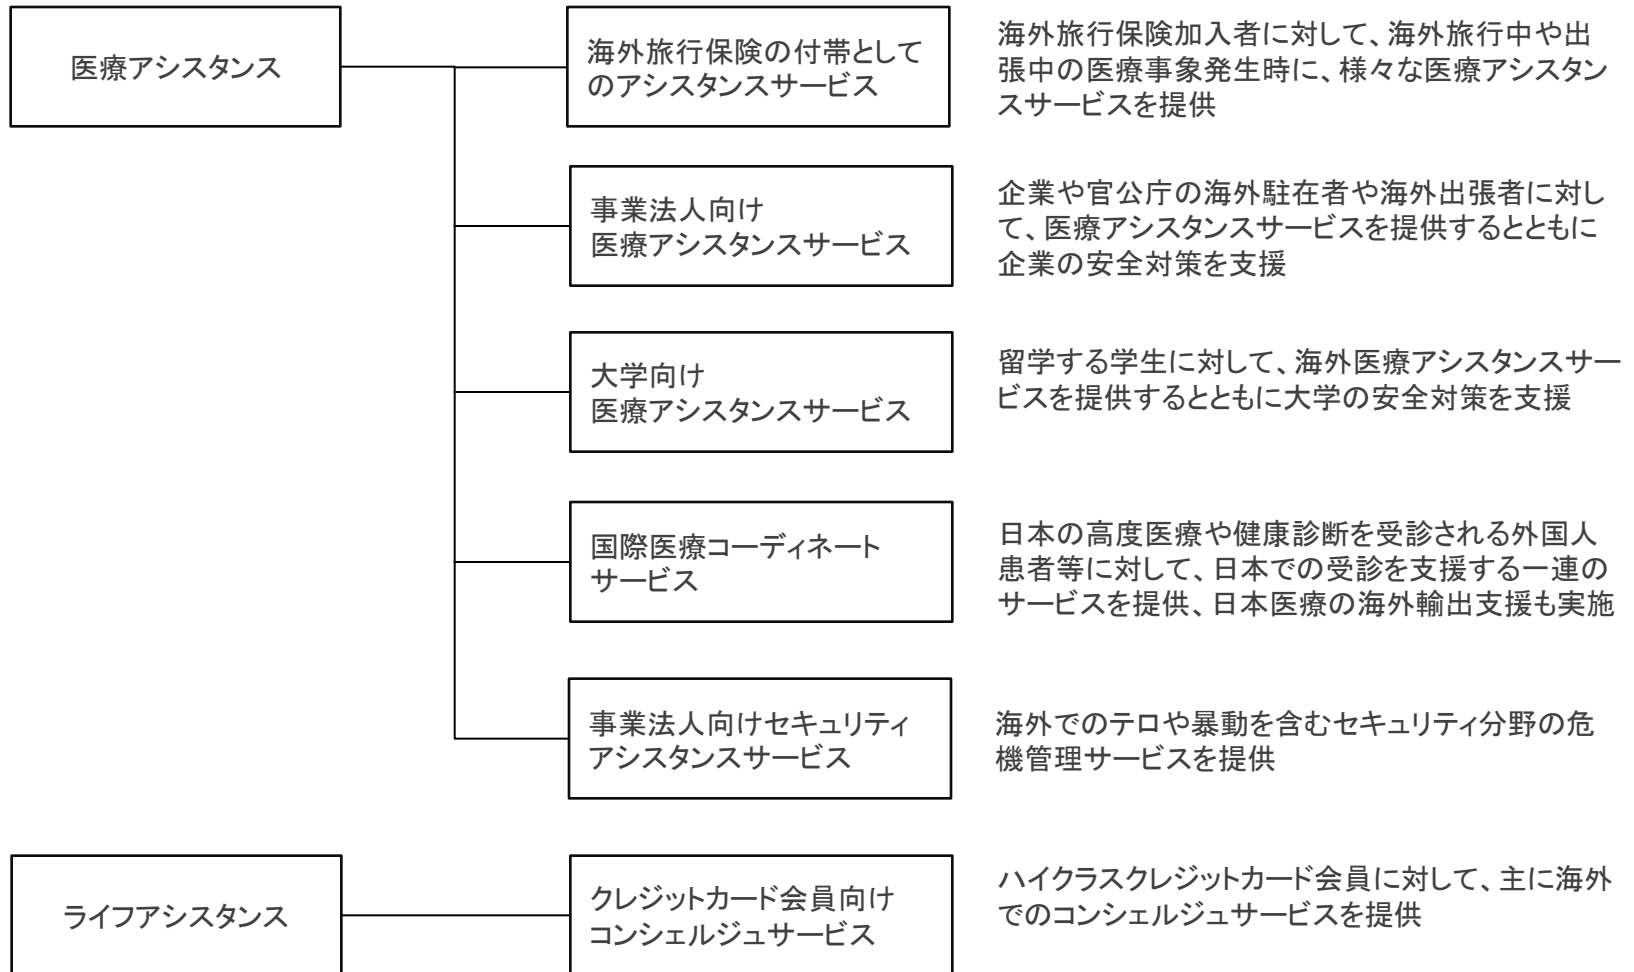 医療アシスタンス
海外旅行保険の付帯として
のアシスタンスサービス
海外旅行保険加入者に対して、海外旅行中や出
張中の医療事象発生時に、様々な医療アシスタン
スサービスを提供
事業法人向け
医療アシスタンスサービス
企業や官公庁の海外駐在者や海外出張者に対し
て、医療アシスタンスサービスを提供するとともに
企業の安全対策を支援
大学向け
医療アシスタンスサービス
留学する学生に対して、海外医療アシスタンスサー
ビスを提供するとともに大学の安全対策を支援
国際医療コーディネート
サービス
日本の高度医療や健康診断を受診される外国人
患者等に対して、日本での受診を支援する一連の
サービスを提供、日本医療の海外輸出支援も実施
事業法人向けセキュリティ
アシスタンスサービス
海外でのテロや暴動を含むセキュリティ分野の危
機管理サービスを提供
ライフアシスタンス
クレジットカード会員向け
コンシェルジュサービス
ハイクラスクレジットカード会員に対して、主に海外
でのコンシェルジュサービスを提供